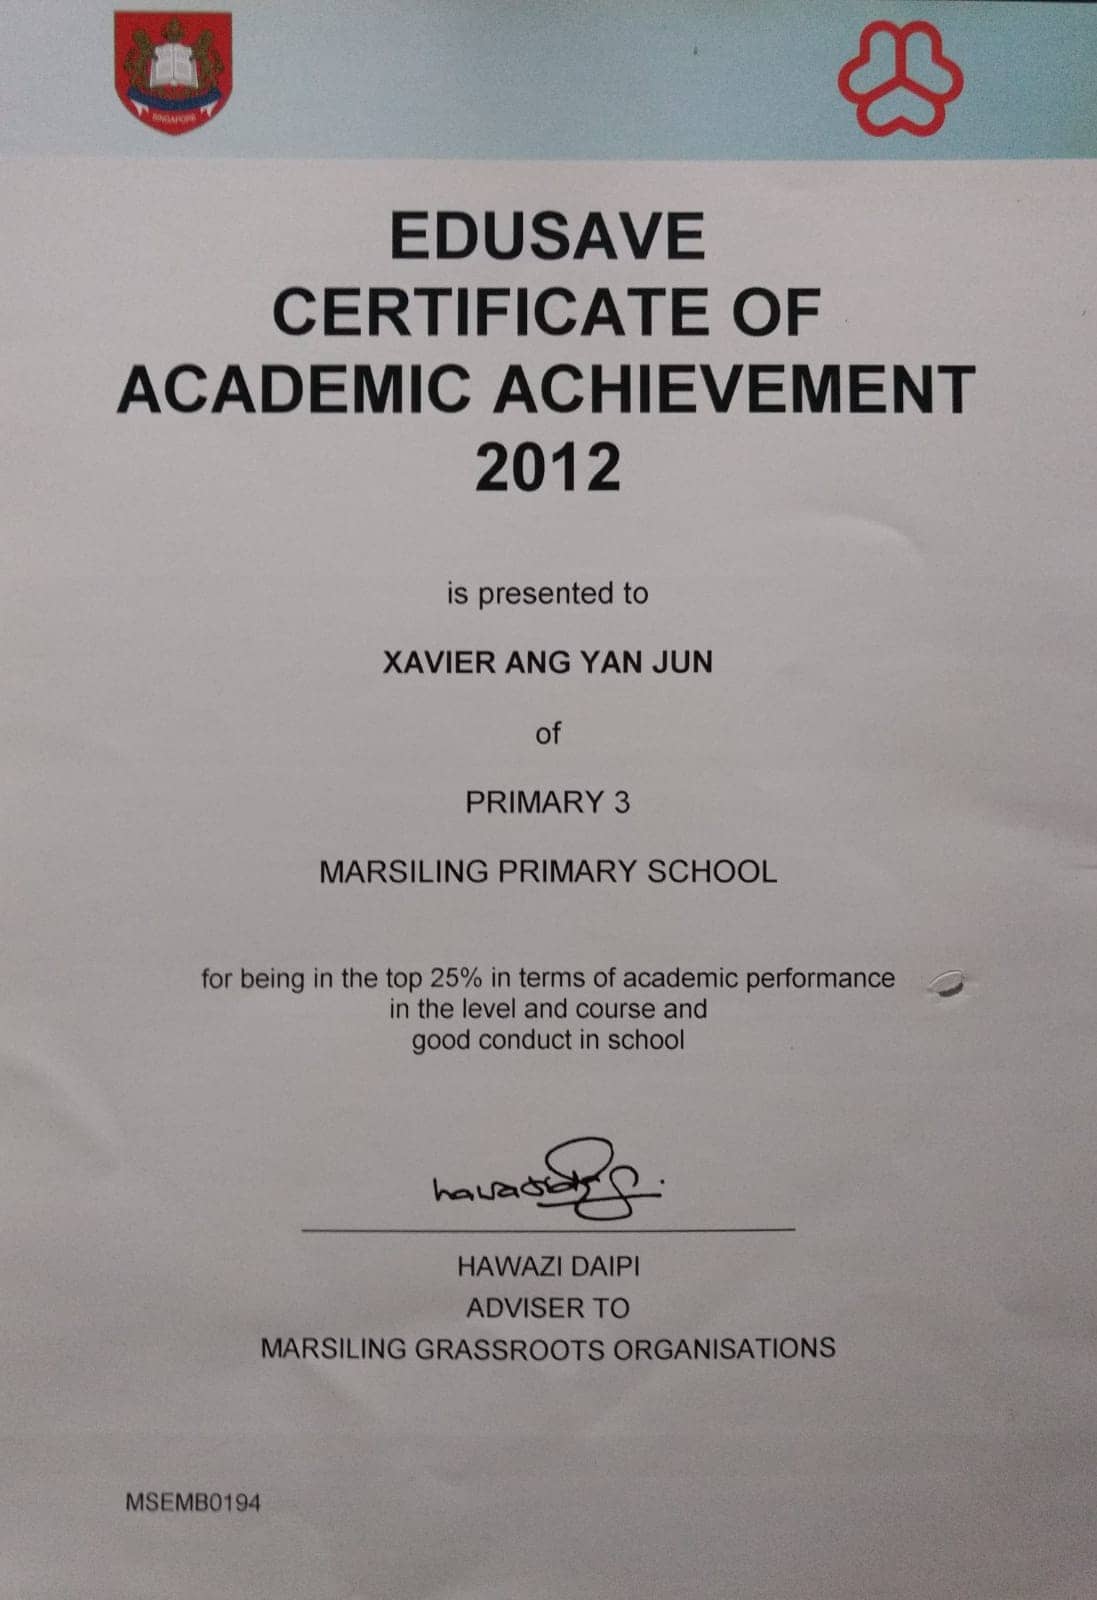 SINGAPORE
EDUSAVE
CERTIFICATE OF
ACADEMIC ACHIEVEMENT
2012
is presented to
XAVIER ANG YAN JUN
of
PRIMARY 3
MARSILING PRIMARY SCHOOL
for being in the top 25% in terms of academic performance
in the level and course and
good conduct in school
HAWAZI DAIPI
ADVISER TO
MARSILING GRASSROOTS ORGANISATIONS
MSEMB0194